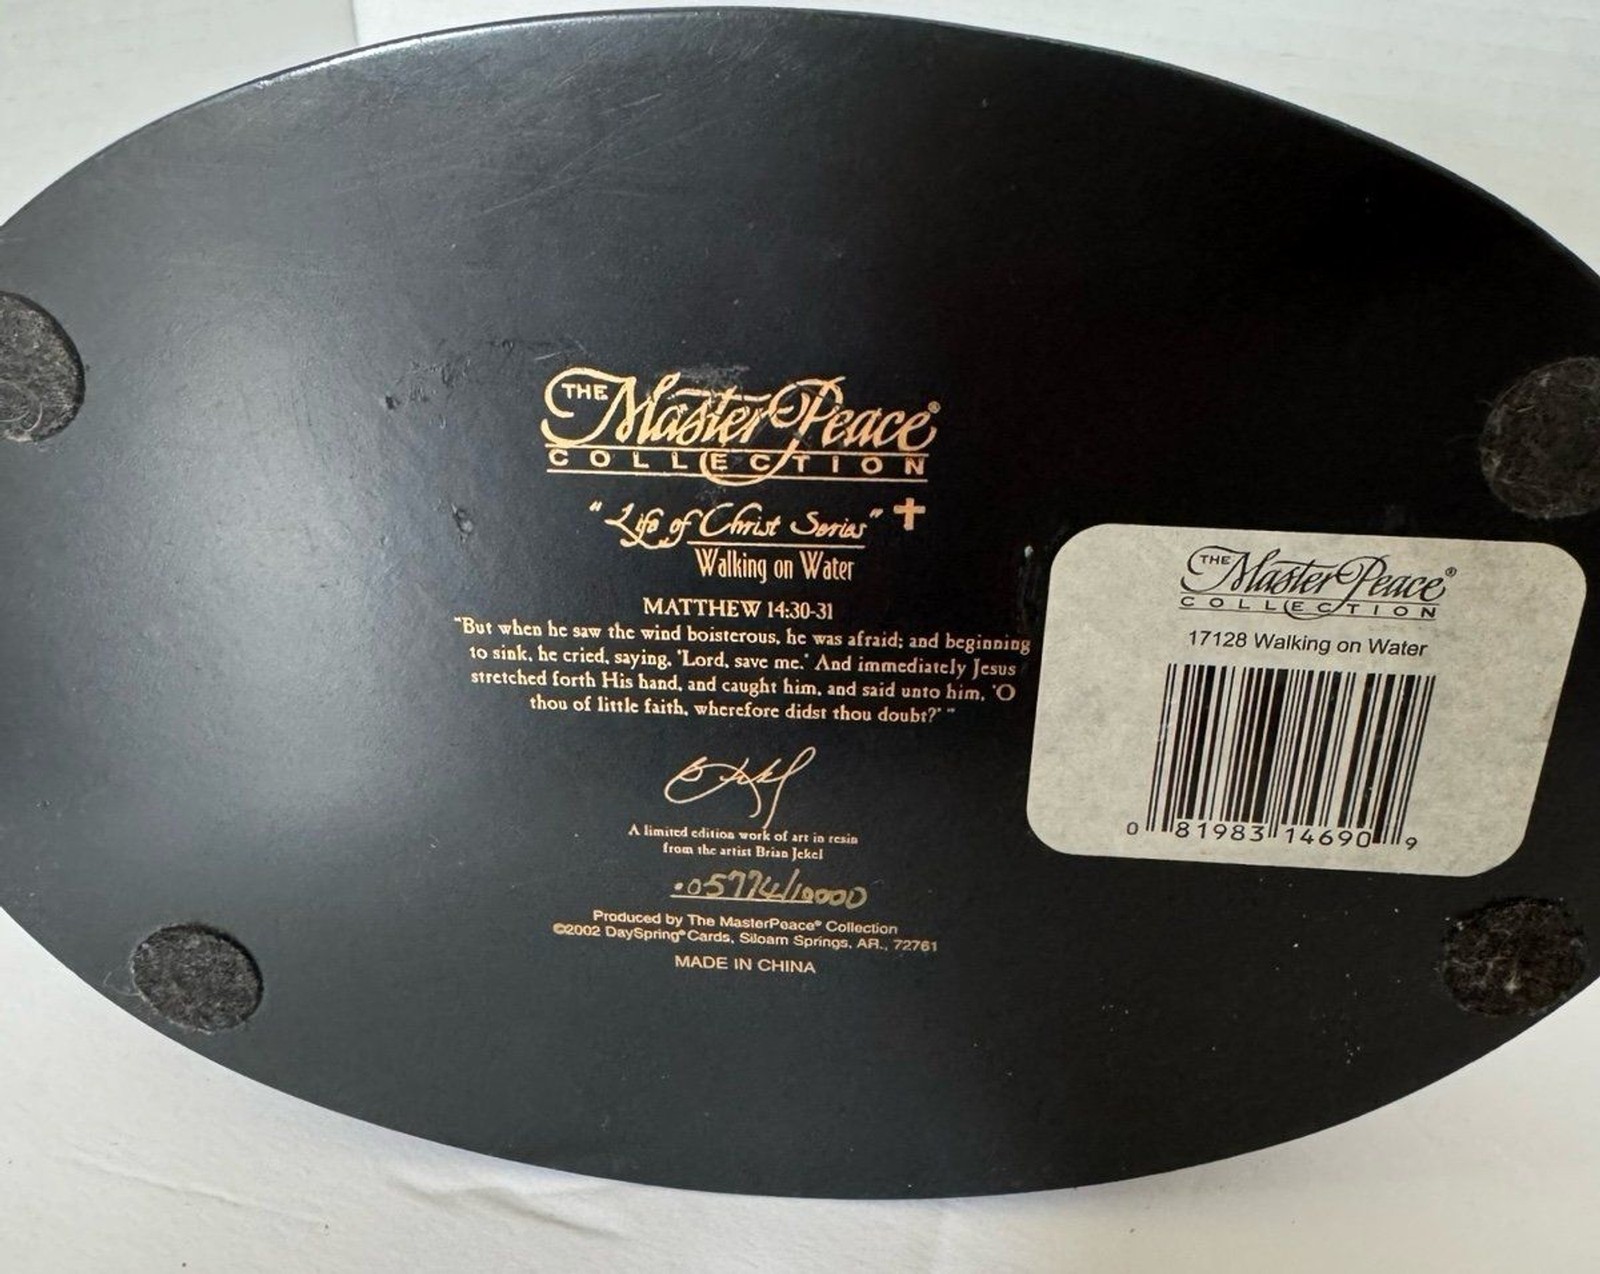 THE MasterPeace®
COLLECTION
"Life of Christ Series"
Walking on Water
MATTHEW 14:30-31
"But when he saw the wind boisterous, he was afraid; and beginning
to sink, he cried, saying, 'Lord, save me.' And immediately Jesus
stretched forth His hand, and caught him, and said unto him, 'O
thou of little faith, wherefore didst thou doubt?' "
A limited edition work of art in resin
from the artist Brian Jekel
05774/10000
Produced by The MasterPeace® Collection
©2002 DaySpring® Cards, Siloam Springs, AR., 72761
MADE IN CHINA
THE MasterPeace®
COLLECTION
17128 Walking on Water
0 81983 14690 9